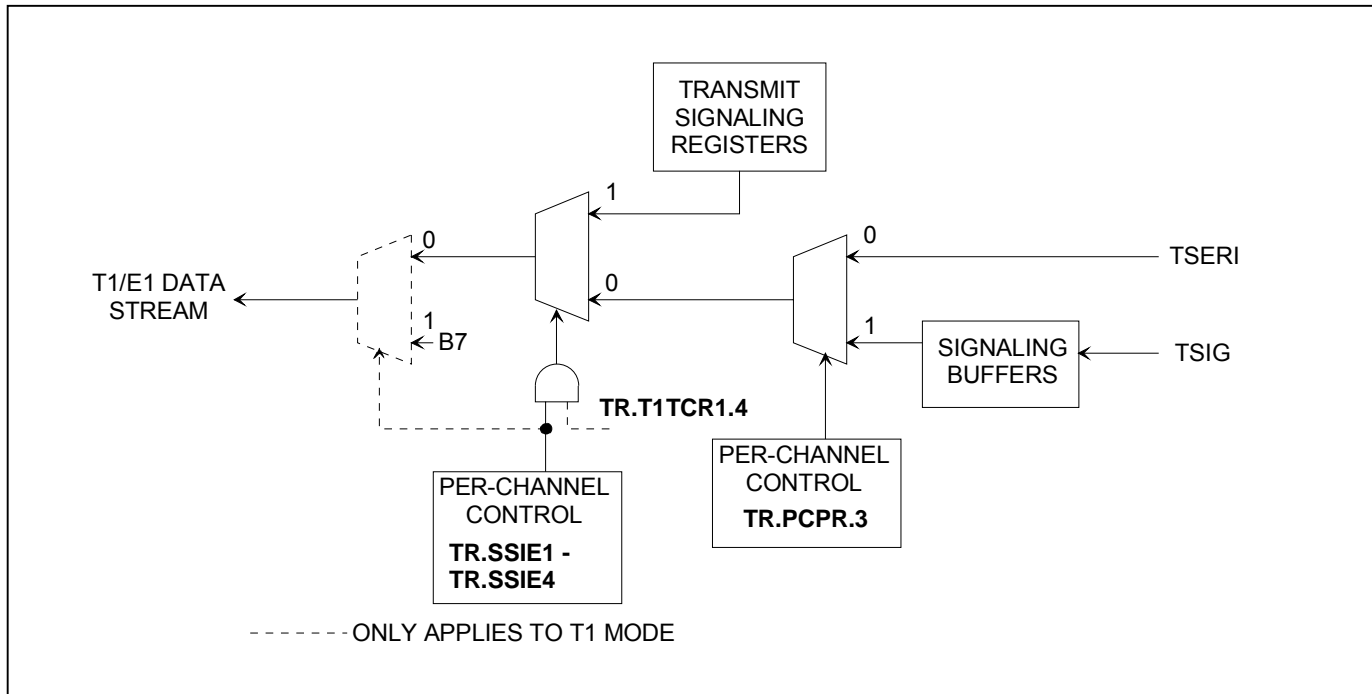 TRANSMIT
SIGNALING
REGISTERS
1
0
0
T1/E1 DATA
STREAM
TSERI
0
1
B7
1
SIGNALING
BUFFERS
TSIG
TR.T1TCR1.4
PER-CHANNEL
CONTROL
TR.SSIE1 -
TR.SSIE4
PER-CHANNEL
CONTROL
TR.PCPR.3
ONLY APPLIES TO T1 MODE